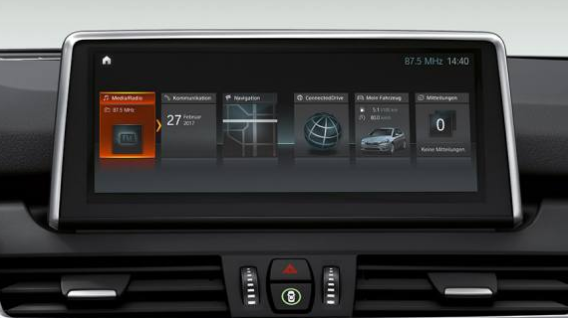 87.5 MHz 14:40
Media/Radio
87.5 MHz
Kommunikation
27 Februar
2017
Navigation
ConnectedDrive
Mein Fahrzeug
Mitteilungen
0
Keine Mitteilungen